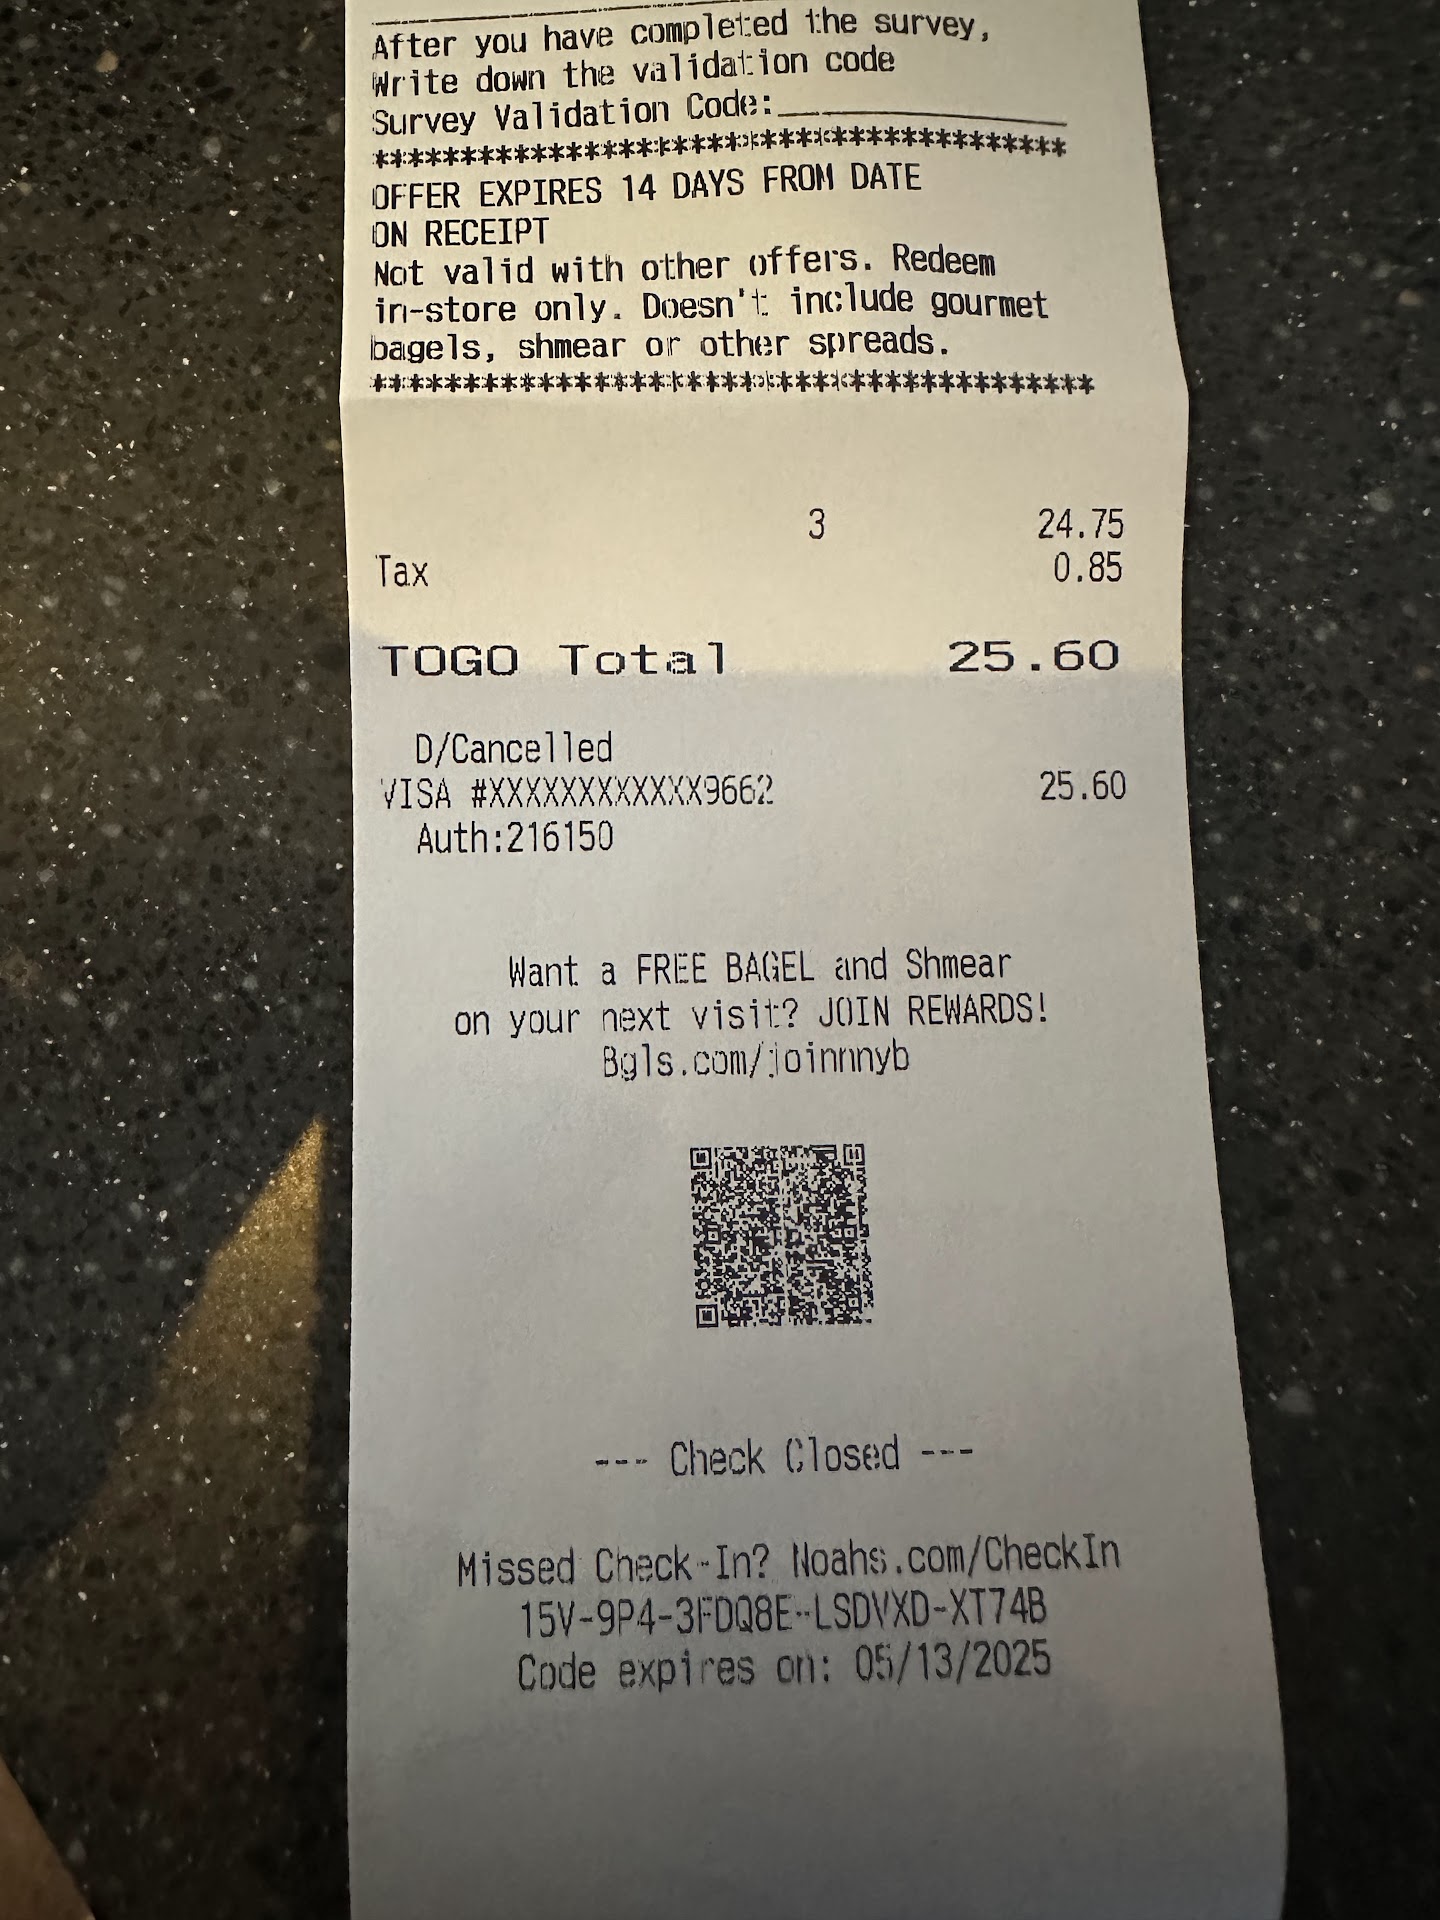 After you have completed the survey,
Write down the validation code
Survey Validation Code:____________
***************************************
OFFER EXPIRES 14 DAYS FROM DATE
ON RECEIPT
Not valid with other offers. Redeem
in-store only. Doesn't include gourmet
bagels, shmear or other spreads.
***************************************
3 24.75
Tax 0.85
TOGO Total 25.60
D/Cancelled
VISA #XXXXXXXXXXXX9662 25.60
Auth:216150
Want a FREE BAGEL and Shmear
on your next visit? JOIN REWARDS!
Bgls.com/joinnnyb
--- Check Closed ---
Missed Check-In? Noahs.com/CheckIn
15V-9P4-3FDQ8E-LSDVXD-XT74B
Code expires on: 05/13/2025